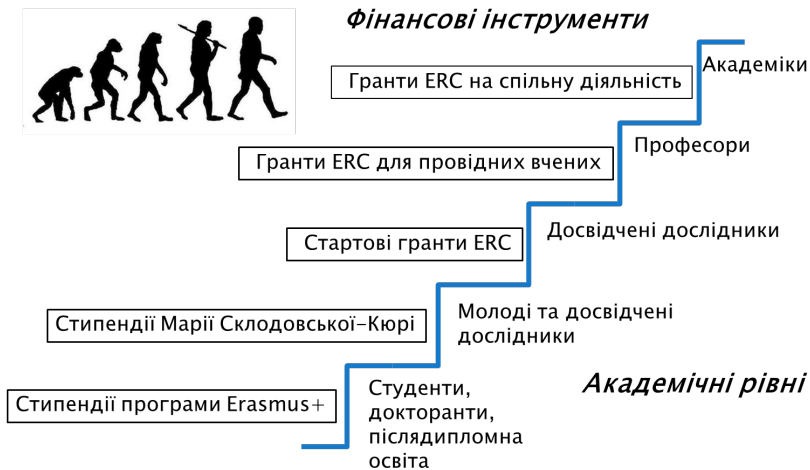 Фінансові інструменти
Академіки
Гранти ERC на спільну діяльність
Професори
Гранти ERC для провідних вчених
Досвідчені дослідники
Стартові гранти ERC
Молоді та досвідчені
дослідники
Стипендії Марії Склодовської-Кюрі
Академічні рівні
Студенти,
докторанти,
післядипломна
освіта
Стипендії програми Erasmus+